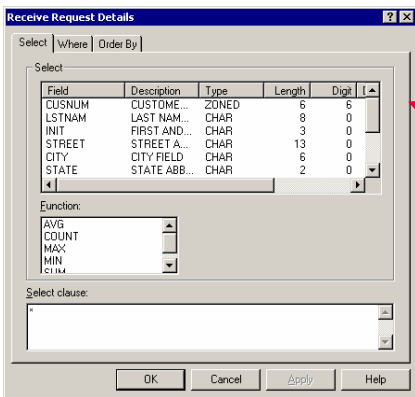 Receive Request Details
Select Where Order By
Select
Field Description Type Length Digit
CUSNUM CUSTOME... ZONED 6 6
LSTNAM LAST NAM... CHAR 8 0
INIT FIRST AND... CHAR 3 0
STREET STREET A... CHAR 13 0
CITY CITY FIELD CHAR 6 0
STATE STATE ABB... CHAR 2 0
Function:
AVG
COUNT
MAX
MIN
SUM
Select clause:
*
OK Cancel Apply Help